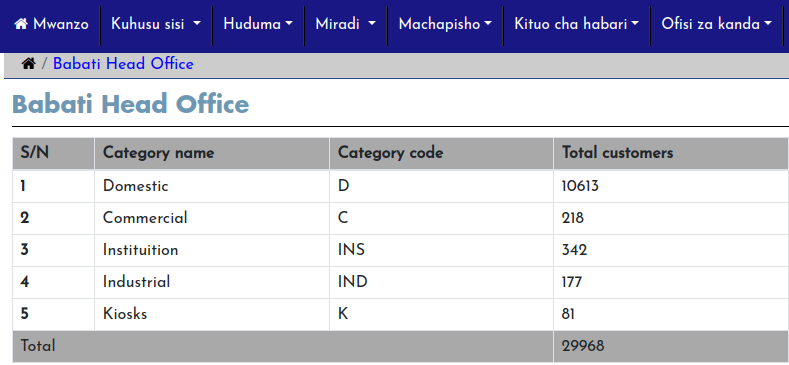 Mwanzo Kuhusu sisi Huduma Miradi Machapisho Kituo cha habari Ofisi za kanda
/ Babati Head Office
Babati Head Office
S/N Category name Category code Total customers
1 Domestic D 10613
2 Commercial C 218
3 Instituition INS 342
4 Industrial IND 177
5 Kiosks K 81
Total 29968